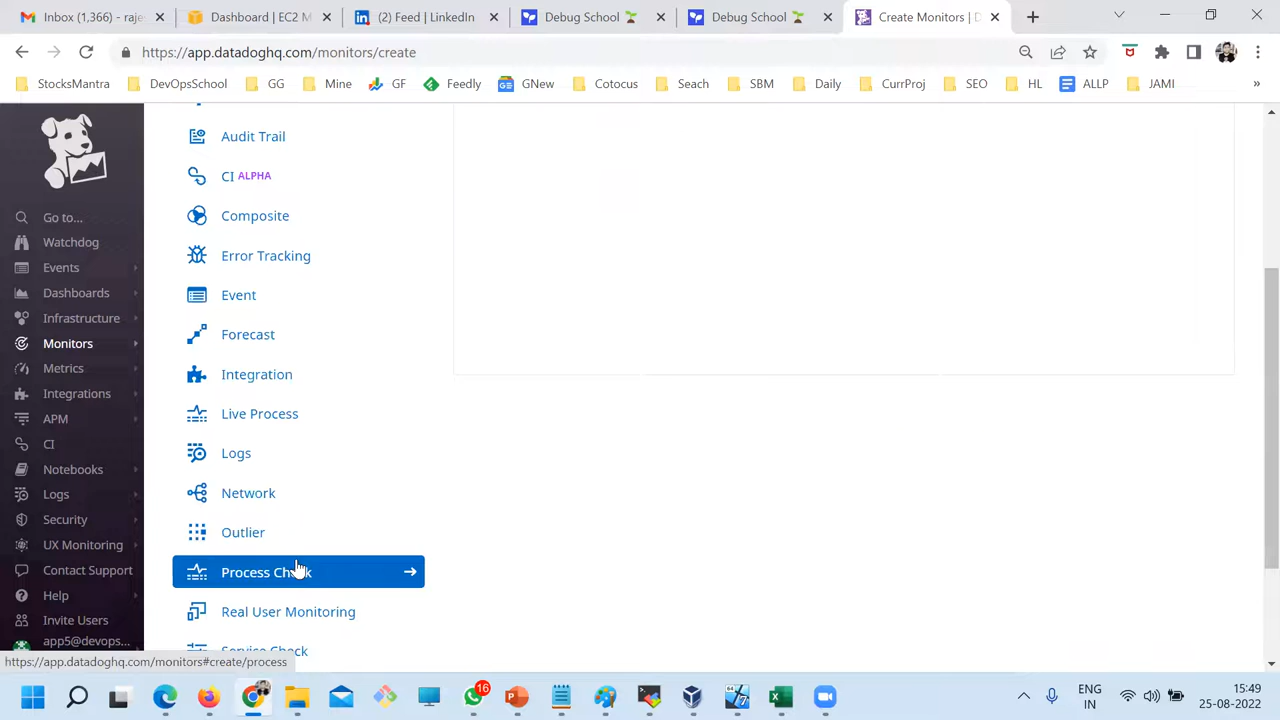 Inbox (1,366) - raje
Dashboard | EC2 M
(2) Feed | LinkedIn
Debug School
Debug School
Create Monitors | D
https://app.datadoghq.com/monitors/create
StocksMantra
DevOpsSchool
GG
Mine
GF
Feedly
GNew
Cotocus
Seach
SBM
Daily
CurrProj
SEO
HL
ALLP
JAMI
»
Go to...
Watchdog
Events
Dashboards
Infrastructure
Monitors
Metrics
Integrations
APM
CI
Notebooks
Logs
Security
UX Monitoring
Contact Support
Help
Invite Users
app5@devops...
Audit Trail
CI ALPHA
Composite
Error Tracking
Event
Forecast
Integration
Live Process
Logs
Network
Outlier
Process Check
Real User Monitoring
Service Check
https://app.datadoghq.com/monitors#create/process
16
ENG
IN
15:49
25-08-2022